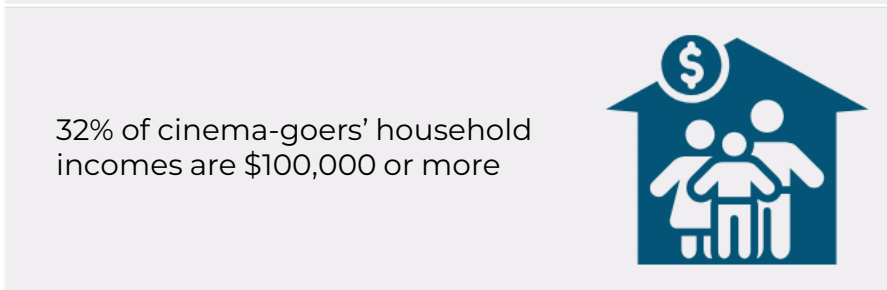 32% of cinema-goers’ household
incomes are $100,000 or more
$